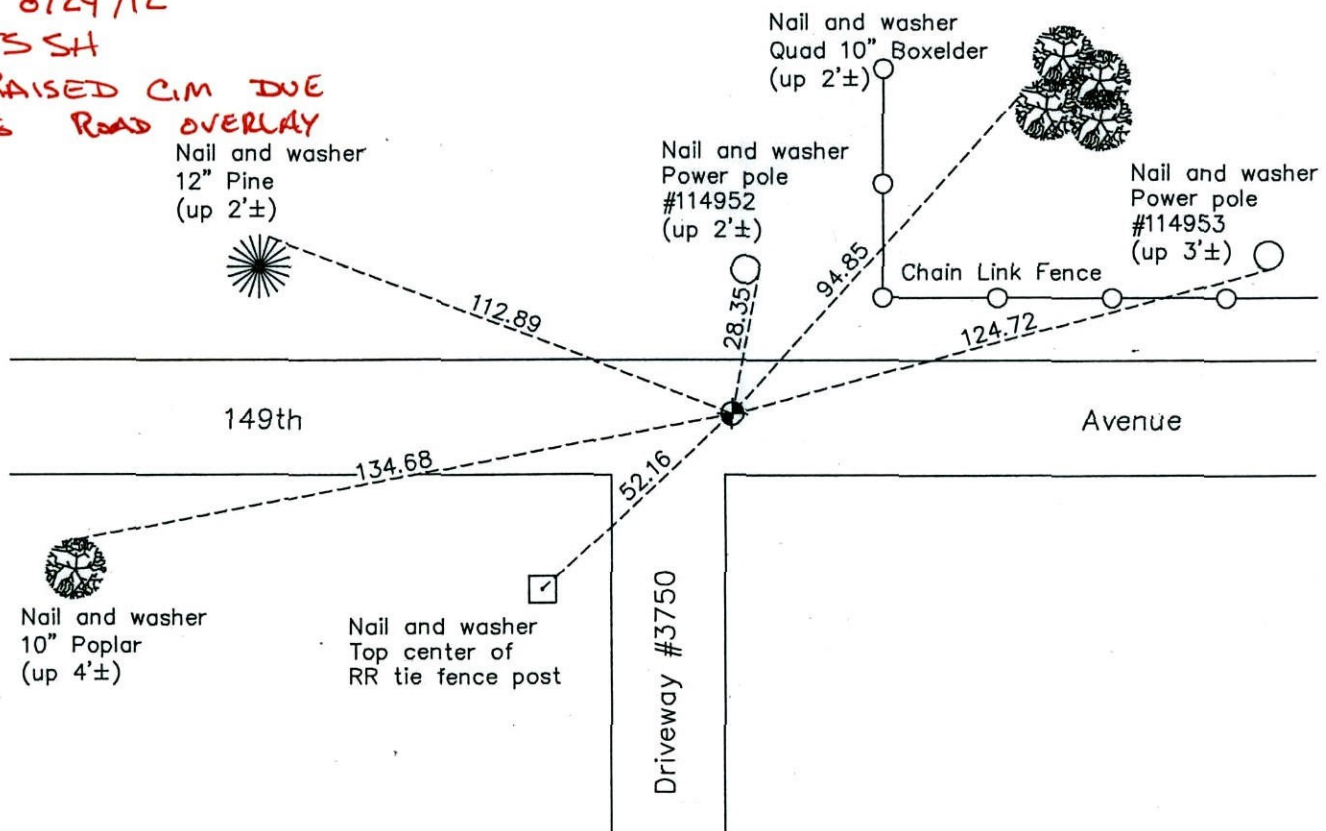 8/24/12
SH
RAISED C.M DUE
ROAD OVERLAY
Nail and washer
12" Pine
(up 2'±)
Nail and washer
Quad 10" Boxelder
(up 2'±)
Nail and washer
Power pole
#114952
(up 2'±)
Nail and washer
Power pole
#114953
(up 3'±)
Chain Link Fence
112.89
28.35
94.85
124.72
149th
Avenue
134.68
52.16
Nail and washer
10" Poplar
(up 4'±)
Nail and washer
Top center of
RR tie fence post
Driveway #3750